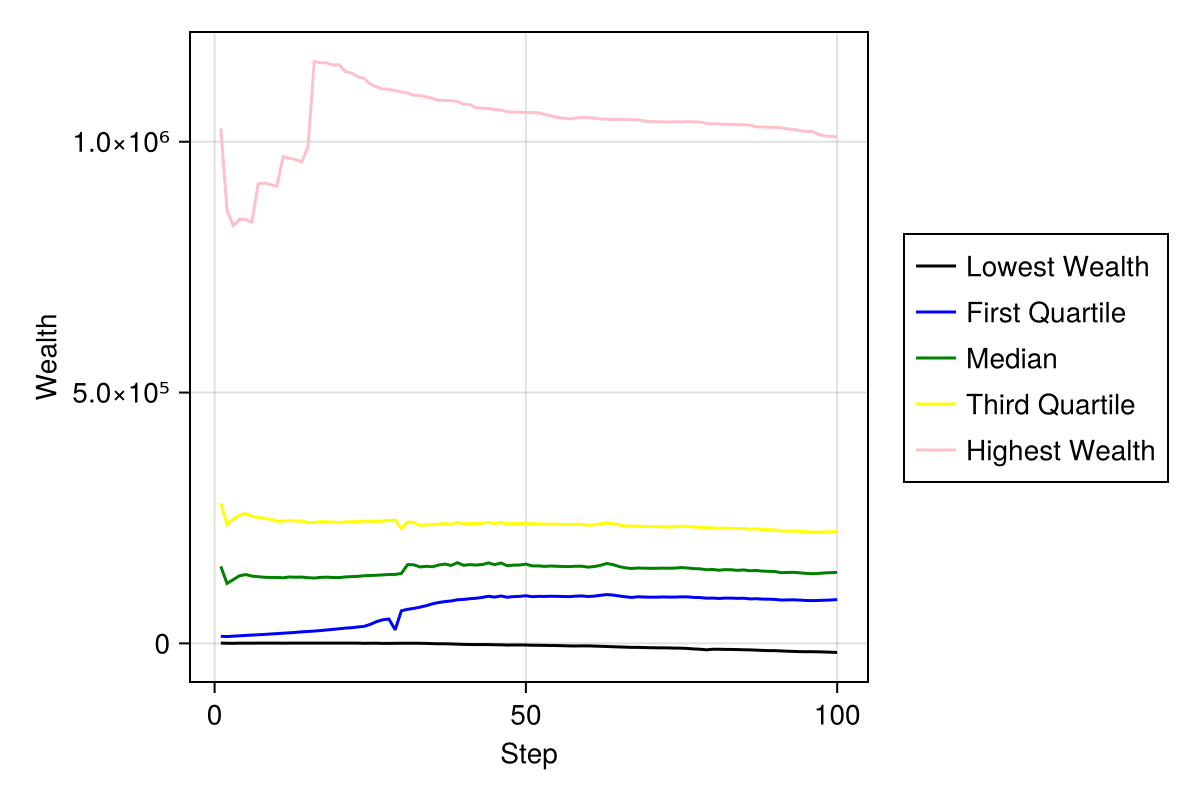 Wealth
1.0×10⁶
5.0×10⁵
0
0 50 100
Step
Lowest Wealth
First Quartile
Median
Third Quartile
Highest Wealth